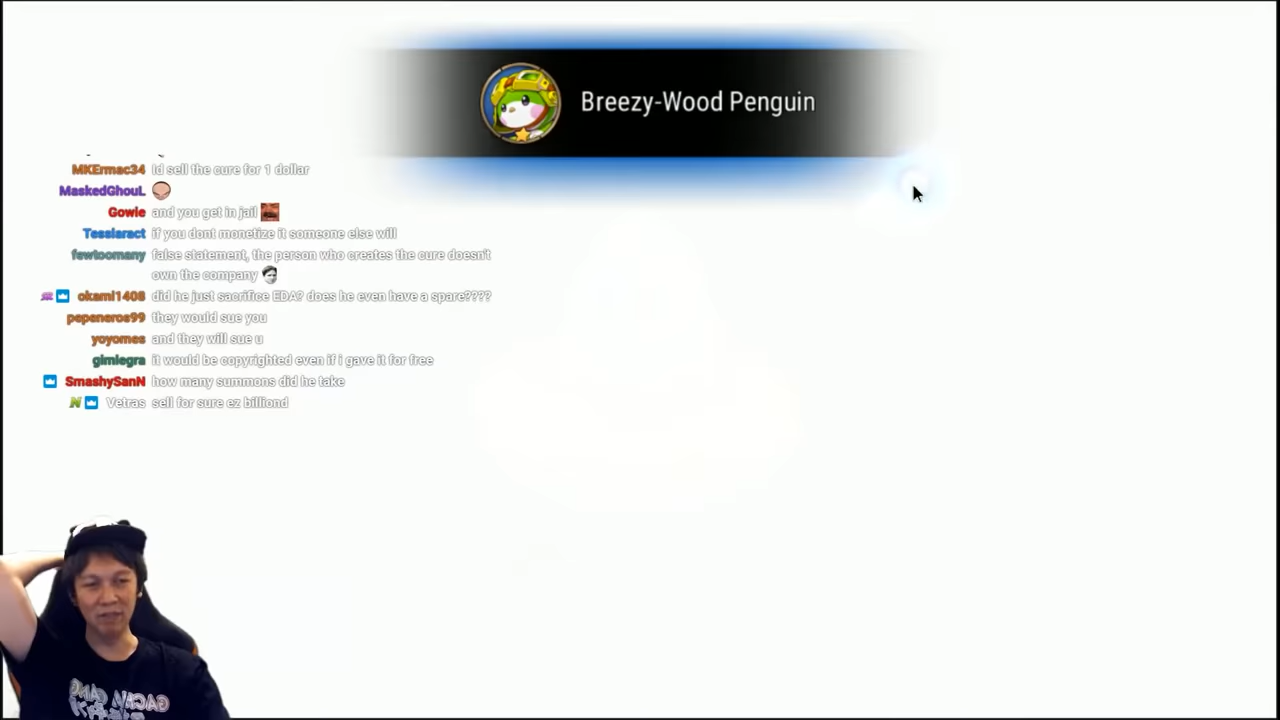 Breezy-Wood Penguin
MKErmac34 Id sell the cure for 1 dollar
MaskedGhouL
Gowie and you get in jail
Tesslaract if you dont monetize it someone else will
fewtoomany false statement, the person who creates the cure doesn't
own the company
okami1408 did he just sacrifice EDA? does he even have a spare????
pepeneros99 they would sue you
yoyomes and they will sue u
gimlegra it would be copyrighted even if i gave it for free
SmashySanN how many summons did he take
Vetras sell for sure ez billiond